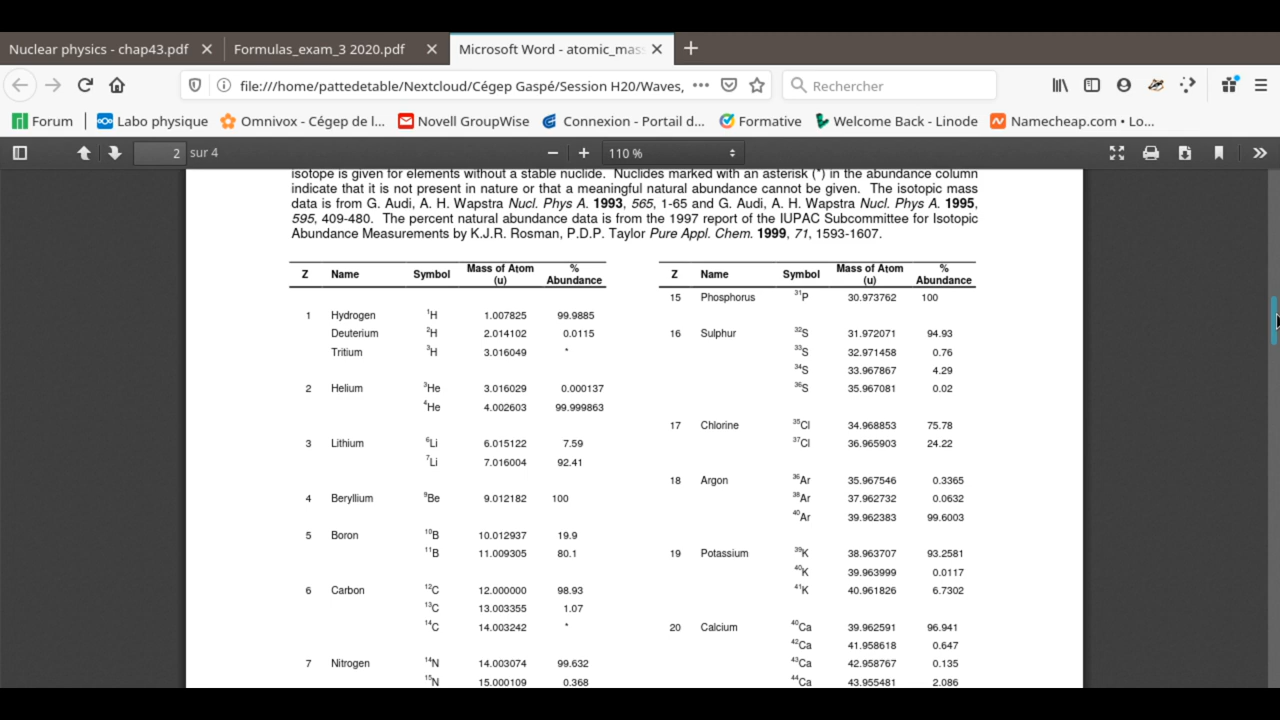 Nuclear physics - chap43.pdf
Formulas_exam_3 2020.pdf
Microsoft Word - atomic_mas
file:///home/pattedetable/Nextcloud/Cégep Gaspé/Session H20/Waves,
Rechercher
Forum
Labo physique
Omnivox - Cégep de l...
Novell GroupWise
Connexion - Portail d...
Formative
Welcome Back - Linode
Namecheap.com • Lo...
2 sur 4
110 %
isotope is given for elements without a stable nuclide. Nuclides marked with an asterisk (*) in the abundance column
indicate that it is not present in nature or that a meaningful natural abundance cannot be given. The isotopic mass
data is from G. Audi, A. H. Wapstra Nucl. Phys A. 1993, 565, 1-65 and G. Audi, A. H. Wapstra Nucl. Phys A. 1995,
595, 409-480. The percent natural abundance data is from the 1997 report of the IUPAC Subcommittee for Isotopic
Abundance Measurements by K.J.R. Rosman, P.D.P. Taylor Pure Appl. Chem. 1999, 71, 1593-1607.
Z Name Symbol Mass of Atom (u) % Abundance
1 Hydrogen ¹H 1.007825 99.9885
Deuterium ²H 2.014102 0.0115
Tritium ³H 3.016049 *
2 Helium ³He 3.016029 0.000137
⁴He 4.002603 99.999863
3 Lithium ⁶Li 6.015122 7.59
⁷Li 7.016004 92.41
4 Beryllium ⁹Be 9.012182 100
5 Boron ¹⁰B 10.012937 19.9
¹¹B 11.009305 80.1
6 Carbon ¹²C 12.000000 98.93
¹³C 13.003355 1.07
¹⁴C 14.003242 *
7 Nitrogen ¹⁴N 14.003074 99.632
¹⁵N 15.000109 0.368
Z Name Symbol Mass of Atom (u) % Abundance
15 Phosphorus ³¹P 30.973762 100
16 Sulphur ³²S 31.972071 94.93
³³S 32.971458 0.76
³⁴S 33.967867 4.29
³⁶S 35.967081 0.02
17 Chlorine ³⁵Cl 34.968853 75.78
³⁷Cl 36.965903 24.22
18 Argon ³⁶Ar 35.967546 0.3365
³⁸Ar 37.962732 0.0632
⁴⁰Ar 39.962383 99.6003
19 Potassium ³⁹K 38.963707 93.2581
⁴⁰K 39.963999 0.0117
⁴¹K 40.961826 6.7302
20 Calcium ⁴⁰Ca 39.962591 96.941
⁴²Ca 41.958618 0.647
⁴³Ca 42.958767 0.135
⁴⁴Ca 43.955481 2.086